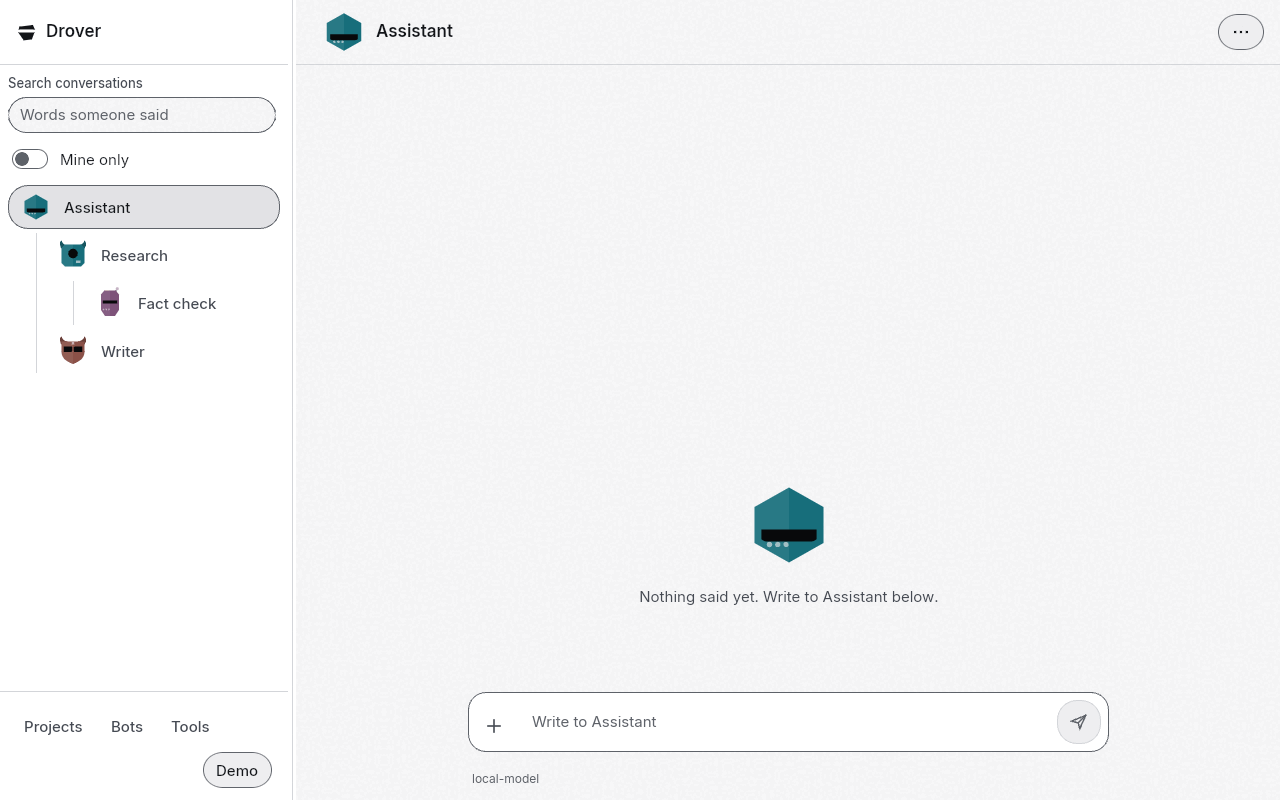 Drover
Assistant
Search conversations
Words someone said
Mine only
Assistant
Research
Fact check
Writer
Nothing said yet. Write to Assistant below.
Write to Assistant
local-model
Projects Bots Tools
Demo